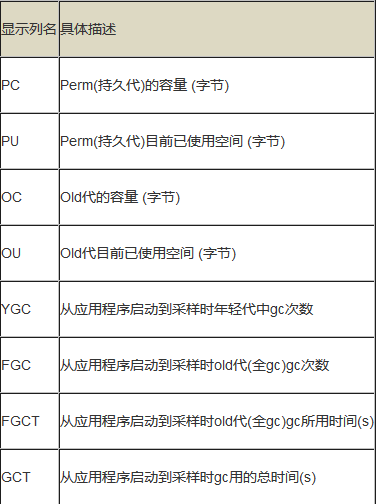 显示列名 具体描述
PC Perm(持久代)的容量 (字节)
PU Perm(持久代)目前已使用空间 (字节)
OC Old代的容量 (字节)
OU Old代目前已使用空间 (字节)
YGC 从应用程序启动到采样时年轻代中gc次数
FGC 从应用程序启动到采样时old代(全gc)gc次数
FGCT 从应用程序启动到采样时old代(全gc)gc所用时间(s)
GCT 从应用程序启动到采样时gc用的总时间(s)